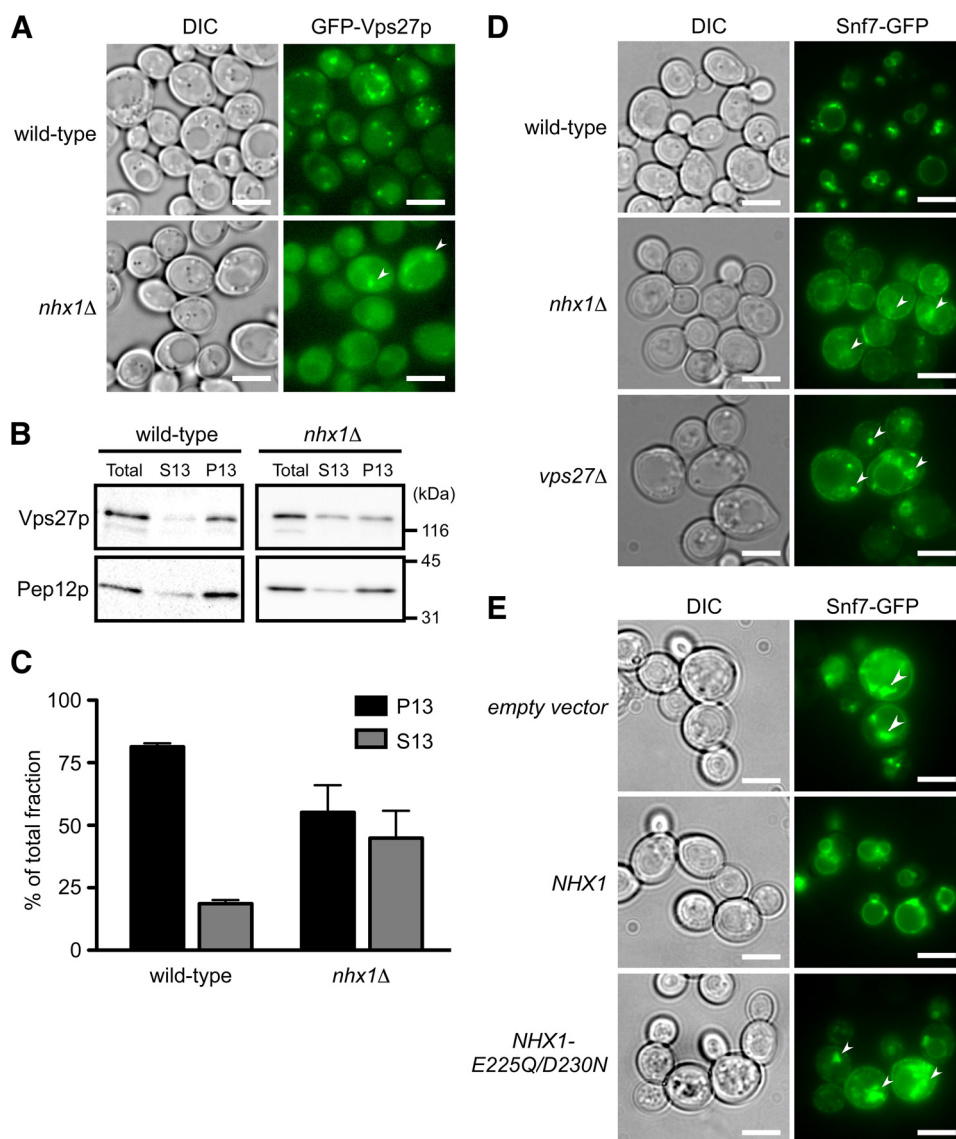 A
DIC
GFP-Vps27p
wild-type
nhx1Δ
B
wild-type
nhx1Δ
Total
S13
P13
Total
S13
P13
(kDa)
Vps27p
116
45
Pep12p
31
C
100
75
50
25
0
% of total fraction
P13
S13
wild-type
nhx1Δ
D
DIC
Snf7-GFP
wild-type
nhx1Δ
vps27Δ
E
DIC
Snf7-GFP
empty vector
NHX1
NHX1-
E225Q/D230N